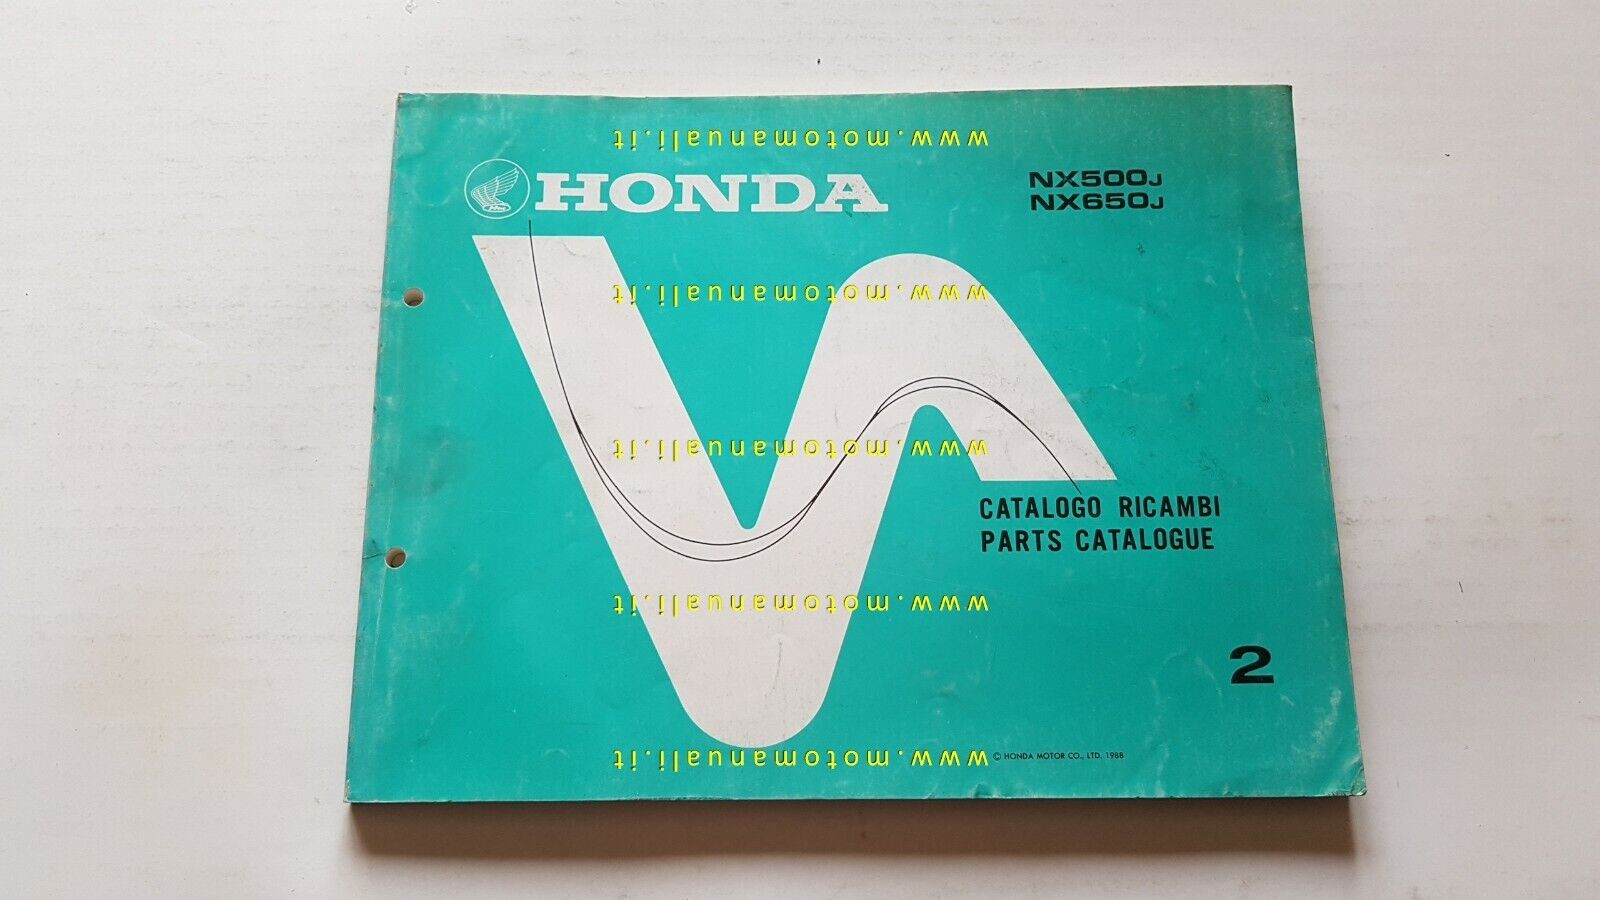 www.motomanuali.it
HONDA
NX500J
NX650J
www.motomanuali.it
www.motomanuali.it
CATALOGO RICAMBI
PARTS CATALOGUE
www.motomanuali.it
2
www.motomanuali.it
© HONDA MOTOR CO., LTD. 1988